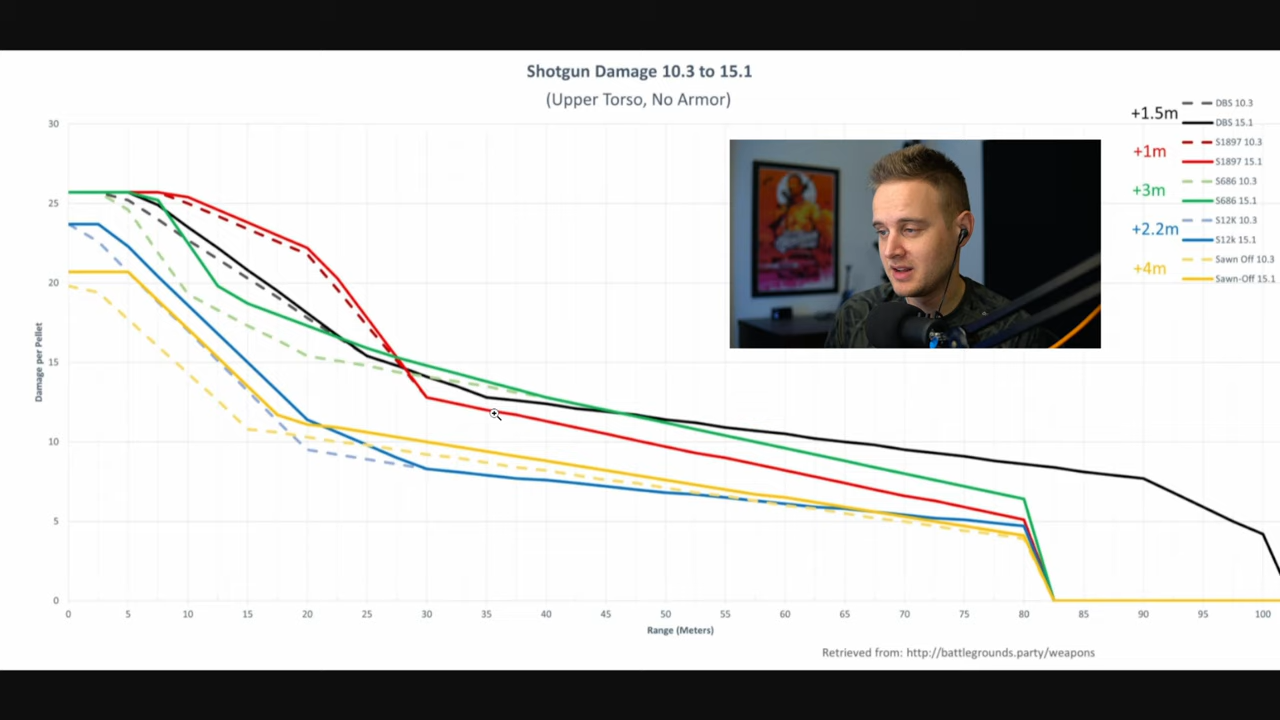 Shotgun Damage 10.3 to 15.1
(Upper Torso, No Armor)
+1.5m
DBS 10.3
DBS 15.1
+1m
S1897 10.3
S1897 15.1
+3m
S686 10.3
S686 15.1
+2.2m
S12K 10.3
S12k 15.1
+4m
Sawn Off 10.3
Sawn-Off 15.1
30
25
20
15
10
5
0
Damage per Pellet
0 5 10 15 20 25 30 35 40 45 50 55 60 65 70 75 80 85 90 95 100
Range (Meters)
Retrieved from: http://battlegrounds.party/weapons